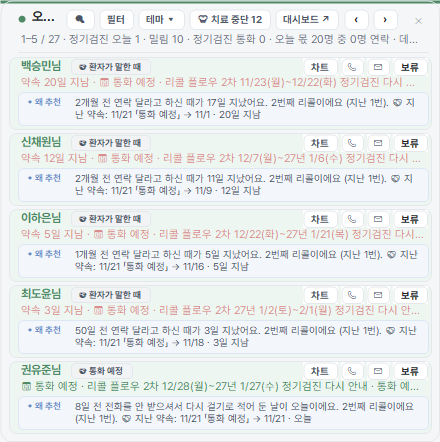 오...
필터
테마
치료 중단 12
대시보드 ↗
‹
›
×
1–5 / 27 · 정기검진 오늘 1 · 밀림 10 · 정기검진 통화 0 · 오늘 몫 20명 중 0명 연락 · 데...
백승민님 환자가 말한 때 차트 보류
약속 20일 지남 · 통화 예정 · 리콜 플로우 2차 11/23(월)~12/22(화) 정기검진 다시 ...
• 왜 추천 2개월 전 연락 달라고 하신 때가 17일 지났어요. 2번째 리콜이에요 (지난 1번). 지
난 약속: 11/21 「통화 예정」 → 11/1 · 20일 지남
신채원님 환자가 말한 때 차트 보류
약속 12일 지남 · 통화 예정 · 리콜 플로우 2차 12/7(월)~27년 1/6(수) 정기검진 다시 ...
• 왜 추천 2개월 전 연락 달라고 하신 때가 11일 지났어요. 2번째 리콜이에요 (지난 1번). 지
난 약속: 11/21 「통화 예정」 → 11/9 · 12일 지남
이하은님 환자가 말한 때 차트 보류
약속 5일 지남 · 통화 예정 · 리콜 플로우 2차 12/22(화)~27년 1/21(목) 정기검진 다시...
• 왜 추천 1개월 전 연락 달라고 하신 때가 5일 지났어요. 2번째 리콜이에요 (지난 1번). 지난
약속: 11/21 「통화 예정」 → 11/16 · 5일 지남
최도윤님 환자가 말한 때 차트 보류
약속 3일 지남 · 통화 예정 · 리콜 플로우 2차 27년 1/2(토)~2/1(월) 정기검진 다시 안...
• 왜 추천 50일 전 연락 달라고 하신 때가 3일 지났어요. 2번째 리콜이에요 (지난 1번). 지난
약속: 11/21 「통화 예정」 → 11/18 · 3일 지남
권유준님 통화 예정 차트 보류
통화 예정 · 리콜 플로우 2차 12/28(월)~27년 1/27(수) 정기검진 다시 안내 · 통화 예...
• 왜 추천 8일 전 전화를 안 받으셔서 다시 걸기로 적어 둔 날이 오늘이에요. 2번째 리콜이에요
(지난 1번). 지난 약속: 11/21 「통화 예정」 → 11/21 · 오늘